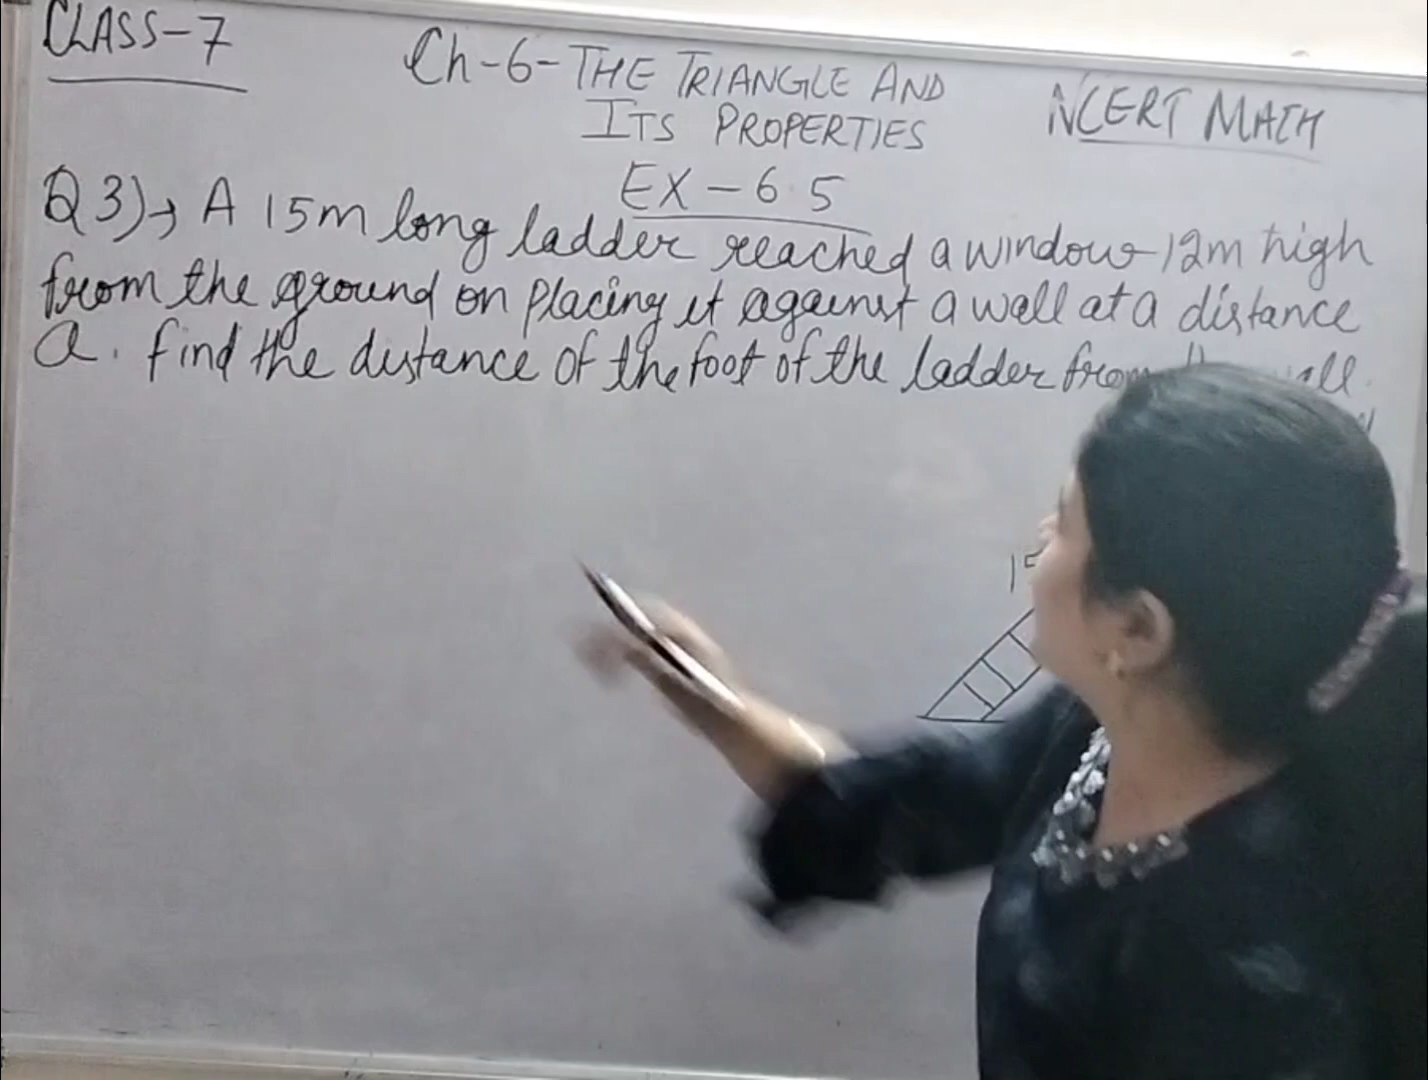 CLASS-7
Ch-6-THE TRIANGLE AND
ITS PROPERTIES
NCERT MATH
EX-6.5
Q3)→ A 15m long ladder reached a window 12m high
from the ground on placing it against a wall at a distance
a. find the distance of the foot of the ladder from
15